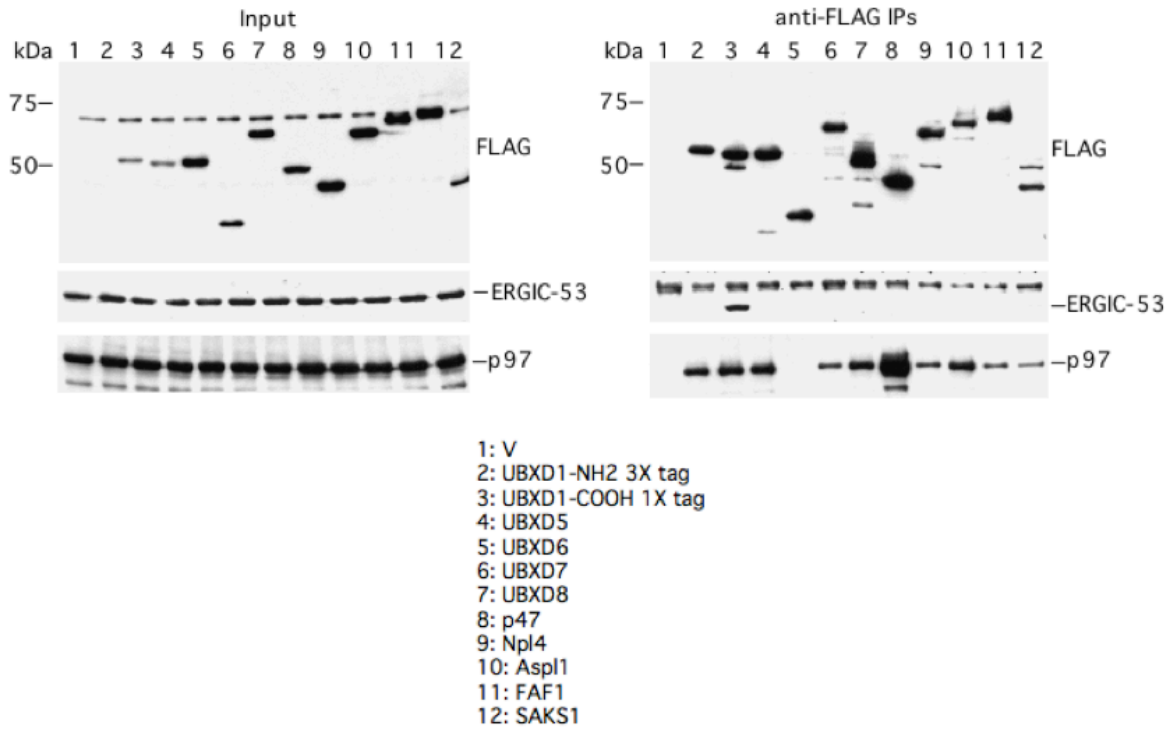 Input
kDa 1 2 3 4 5 6 7 8 9 10 11 12
75–
50–
FLAG
–ERGIC-53
–p97
anti-FLAG IPs
kDa 1 2 3 4 5 6 7 8 9 10 11 12
75–
50–
FLAG
–ERGIC-53
–p97
1: V
2: UBXD1-NH2 3X tag
3: UBXD1-COOH 1X tag
4: UBXD5
5: UBXD6
6: UBXD7
7: UBXD8
8: p47
9: Npl4
10: Aspl1
11: FAF1
12: SAKS1